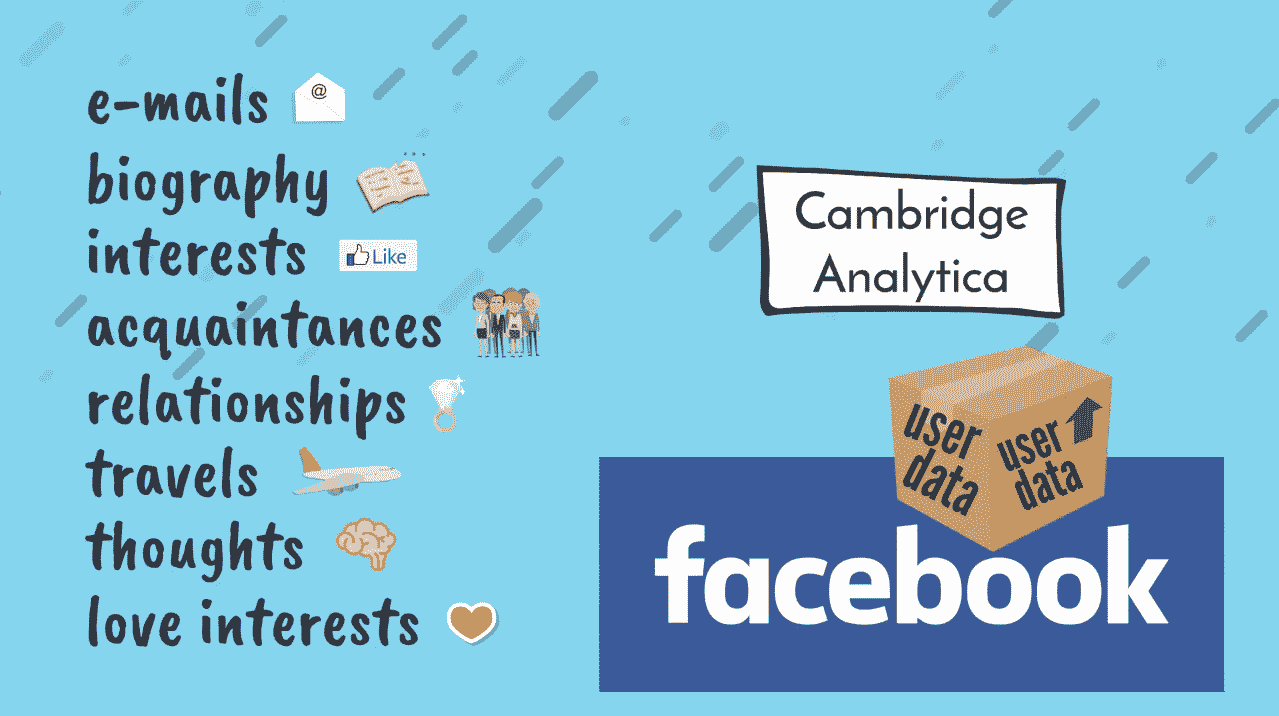 e-mails
@
biography
interests
Like
acquaintances
relationships
travels
thoughts
love interests
Cambridge
Analytica
user
data
user
data
facebook